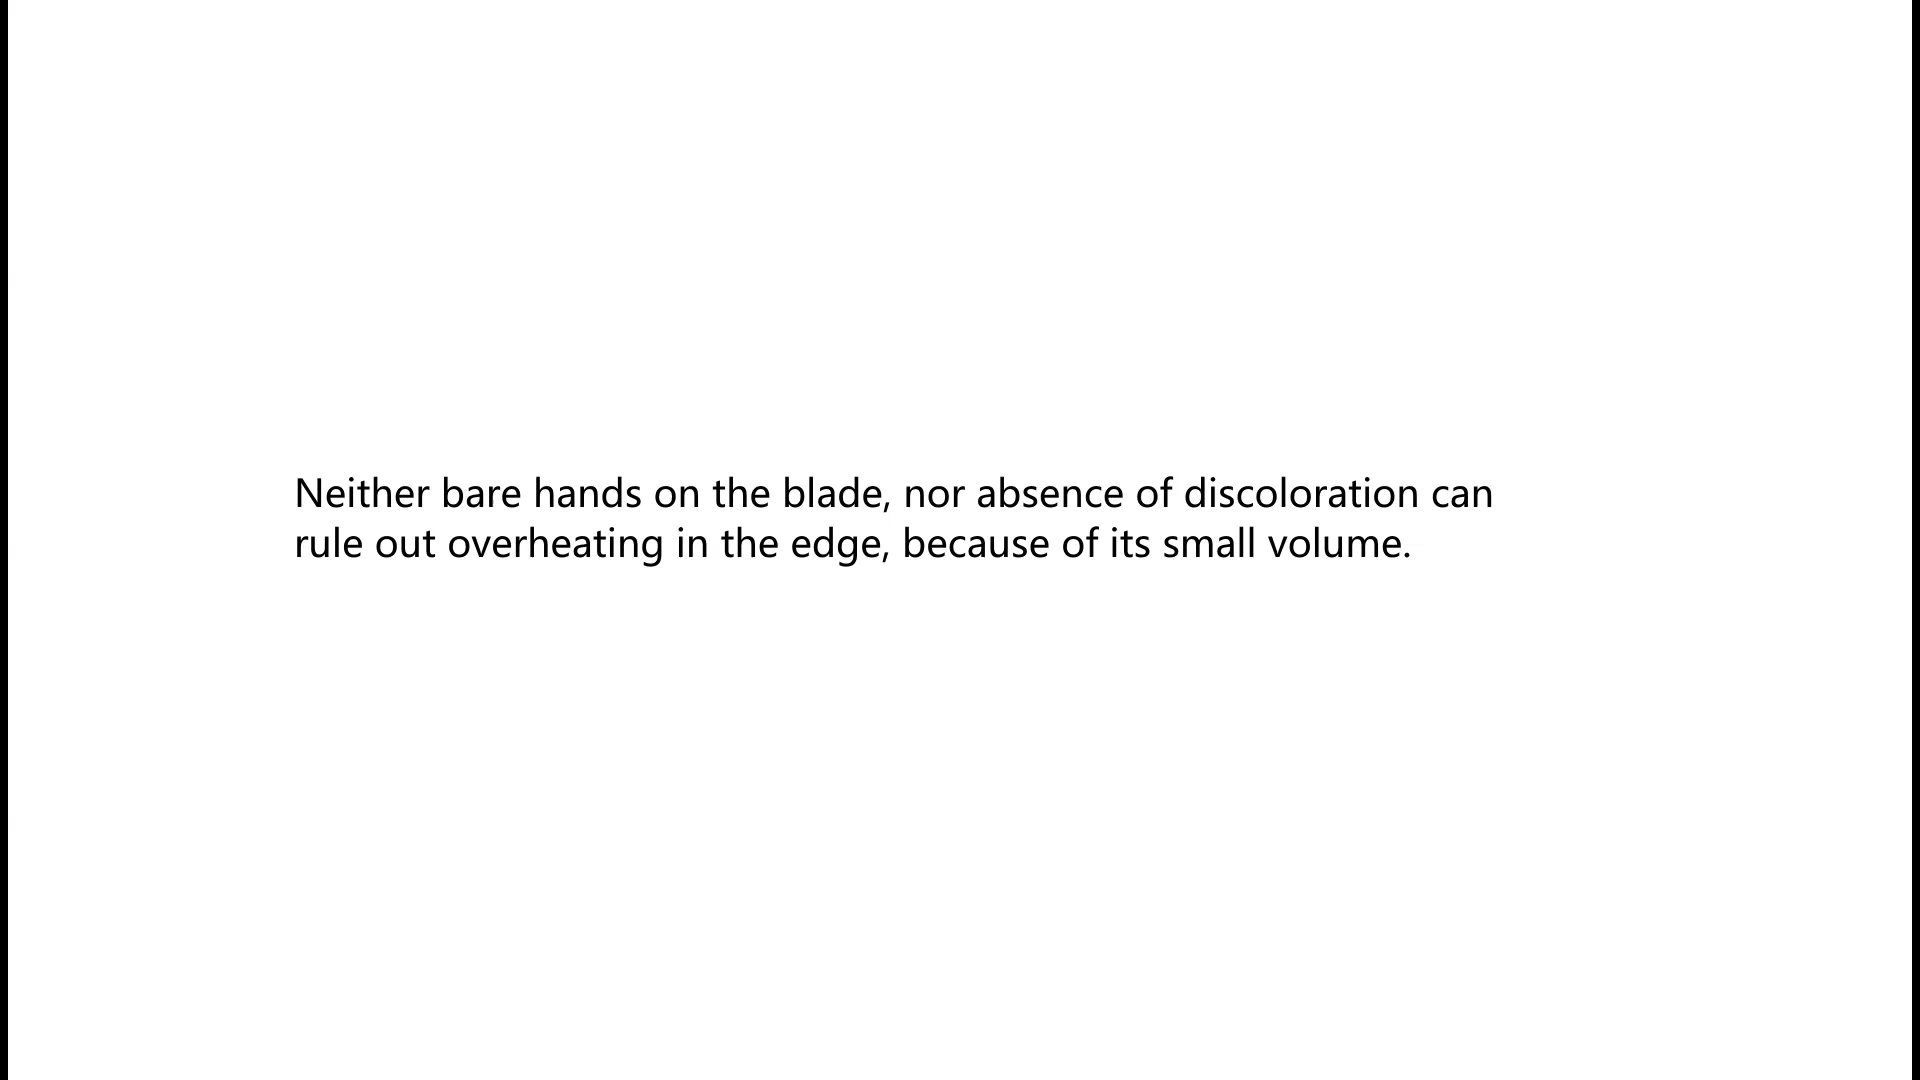 Neither bare hands on the blade, nor absence of discoloration can
rule out overheating in the edge, because of its small volume.